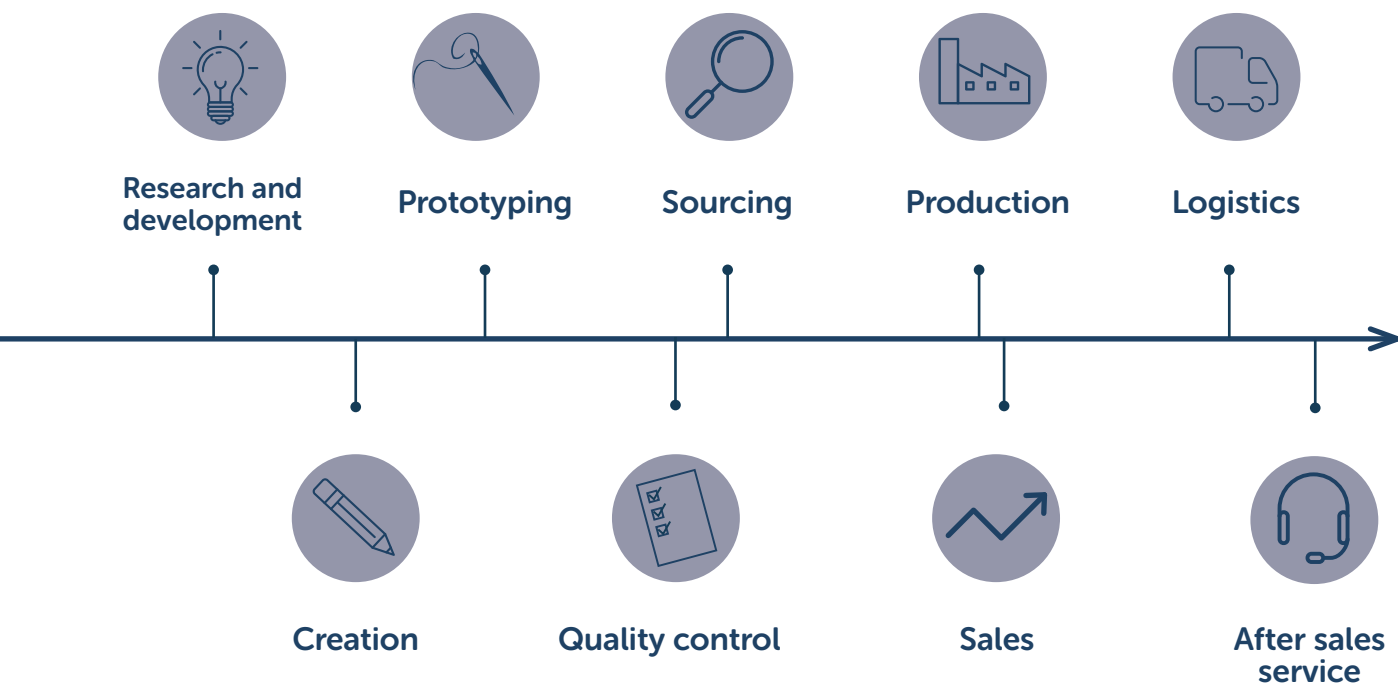 Research and
development
Prototyping
Sourcing
Production
Logistics
Creation
Quality control
Sales
After sales
service